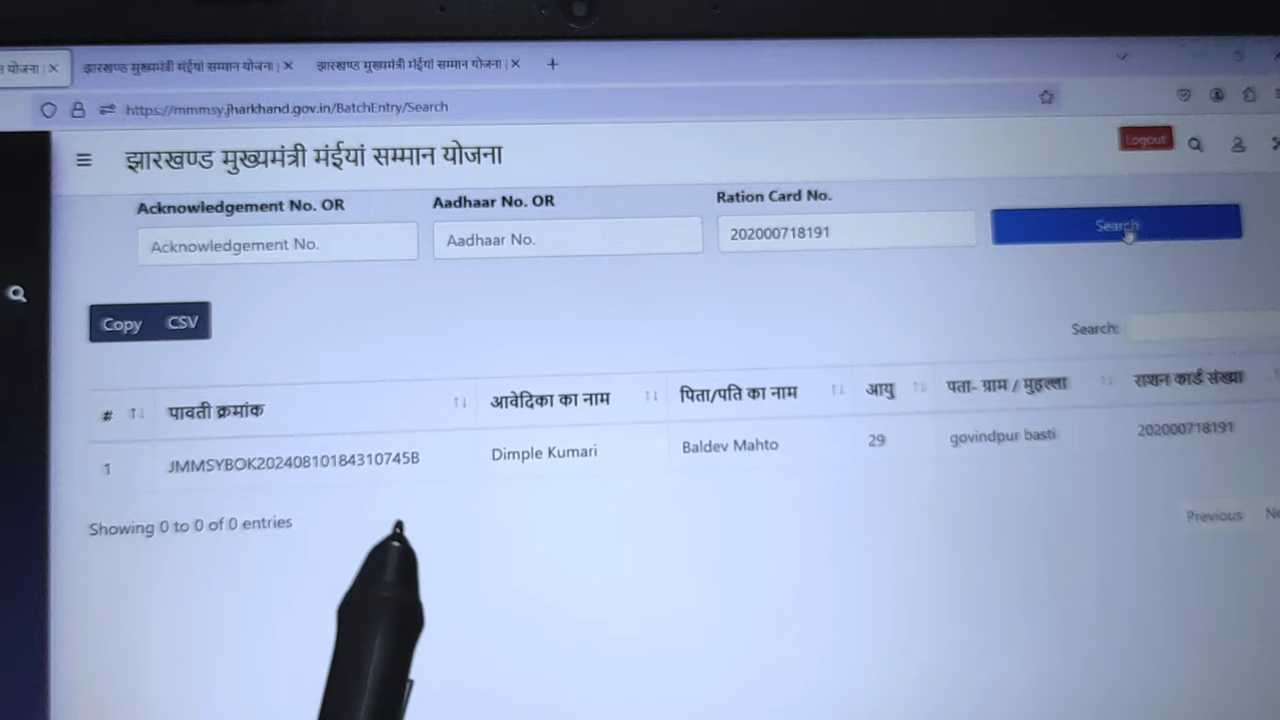 न योजना |
झारखण्ड मुख्यमंत्री मंईयां सम्मान योजना |
झारखण्ड मुख्यमंत्री मंईयां सम्मान योजना |
https://mmmsy.jharkhand.gov.in/BatchEntry/Search
झारखण्ड मुख्यमंत्री मंईयां सम्मान योजना
Logout
Acknowledgement No. OR Aadhaar No. OR Ration Card No.
Acknowledgement No. Aadhaar No. 202000718191 Search
Copy CSV
Search:
# पावती क्रमांक आवेदिका का नाम पिता/पति का नाम आयु पता- ग्राम / मुहल्ला राशन कार्ड संख्या
1 JMMSYBOK20240810184310745B Dimple Kumari Baldev Mahto 29 govindpur basti 202000718191
Showing 0 to 0 of 0 entries
Previous